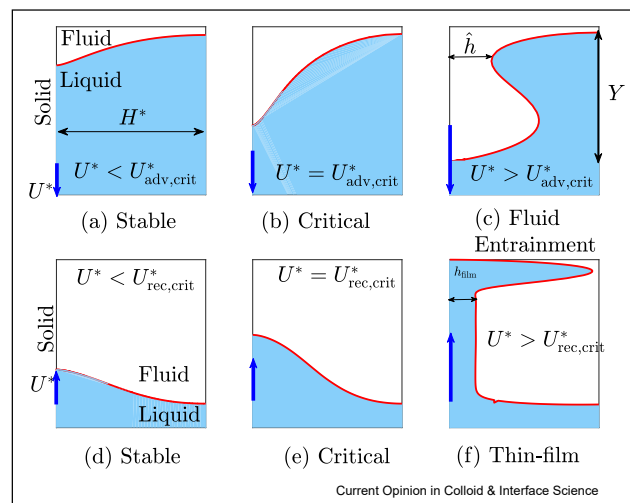 Fluid
Liquid
Solid
H*
U* < U*adv,crit
U*
(a) Stable
U* = U*adv,crit
(b) Critical
ĥ
Y
U* > U*adv,crit
(c) Fluid
Entrainment
U* < U*rec,crit
Solid
Fluid
U*
Liquid
(d) Stable
U* = U*rec,crit
(e) Critical
hfilm
U* > U*rec,crit
(f) Thin-film
Current Opinion in Colloid & Interface Science